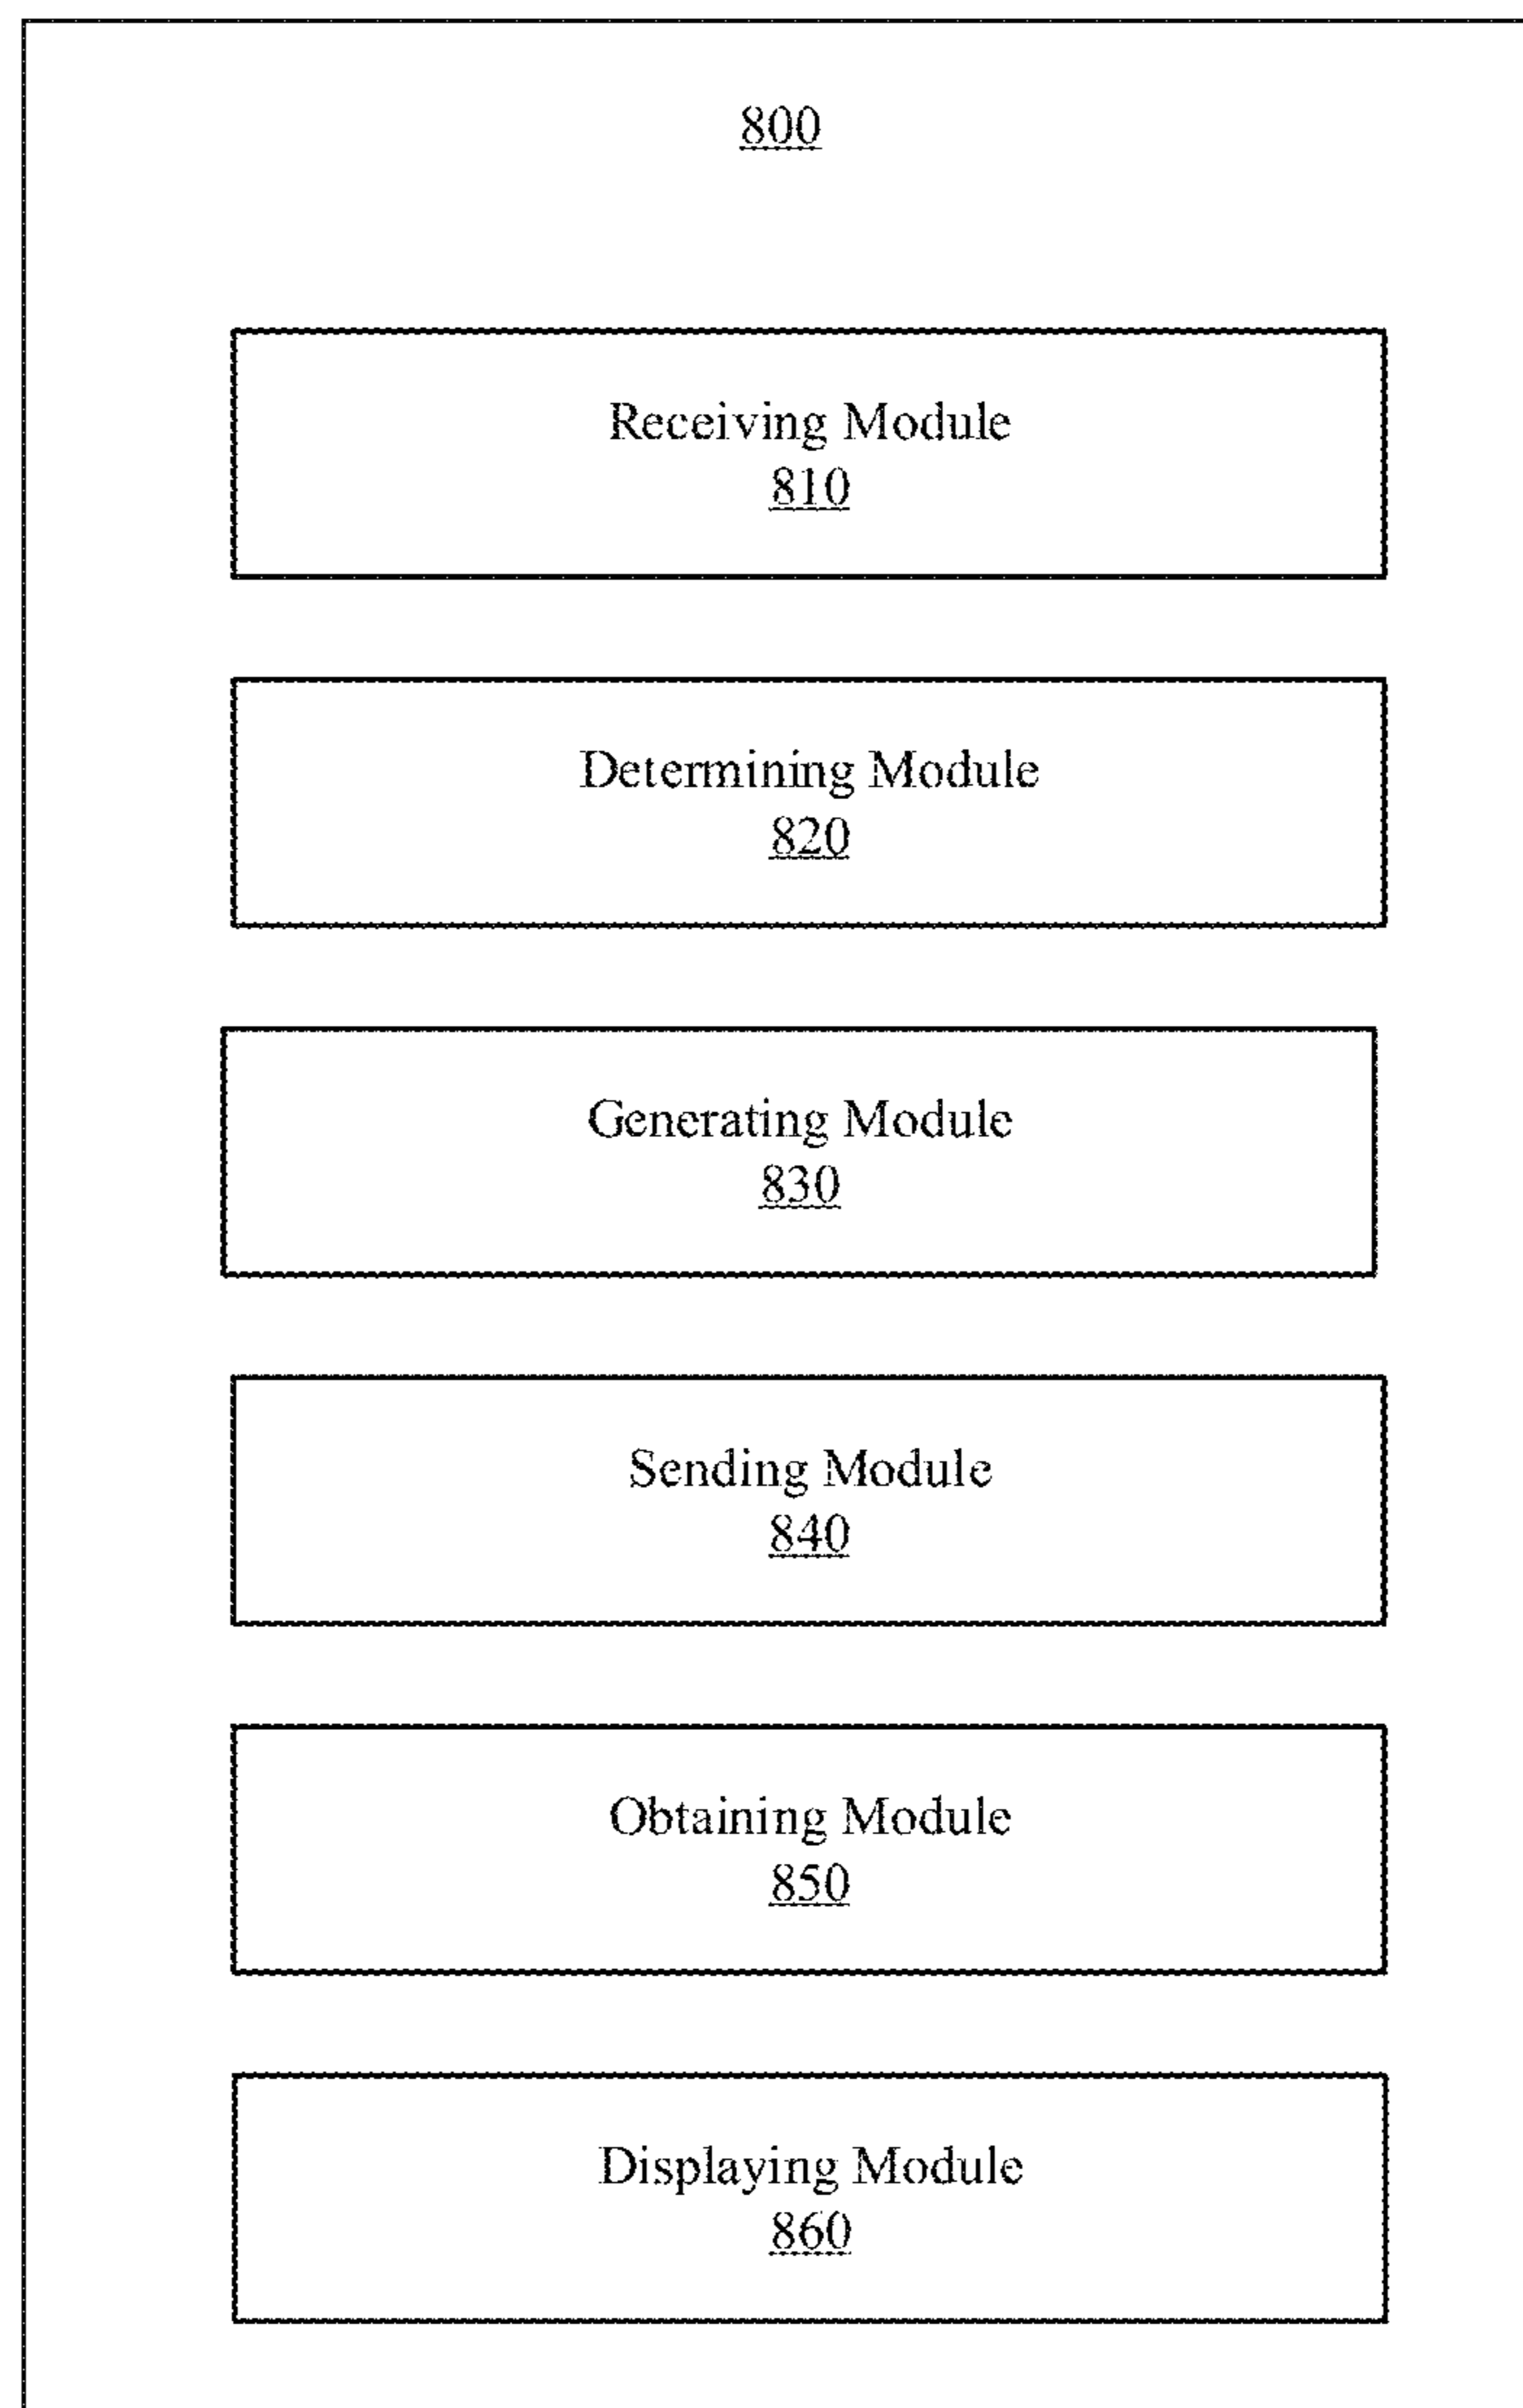 800
Receiving Module
810
Determining Module
820
Generating Module
830
Sending Module
840
Obtaining Module
850
Displaying Module
860